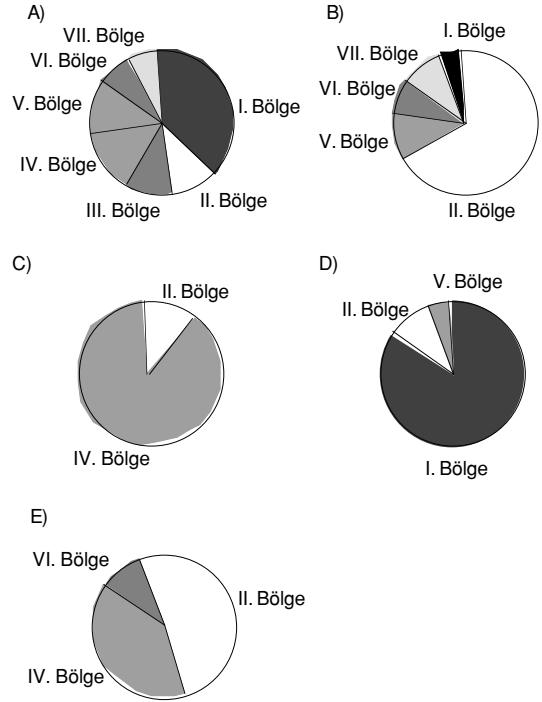 A)
VII. Bölge
VI. Bölge
V. Bölge
IV. Bölge
III. Bölge
II. Bölge
I. Bölge
B)
I. Bölge
VII. Bölge
VI. Bölge
V. Bölge
II. Bölge
C)
II. Bölge
IV. Bölge
D)
V. Bölge
II. Bölge
I. Bölge
E)
VI. Bölge
II. Bölge
IV. Bölge